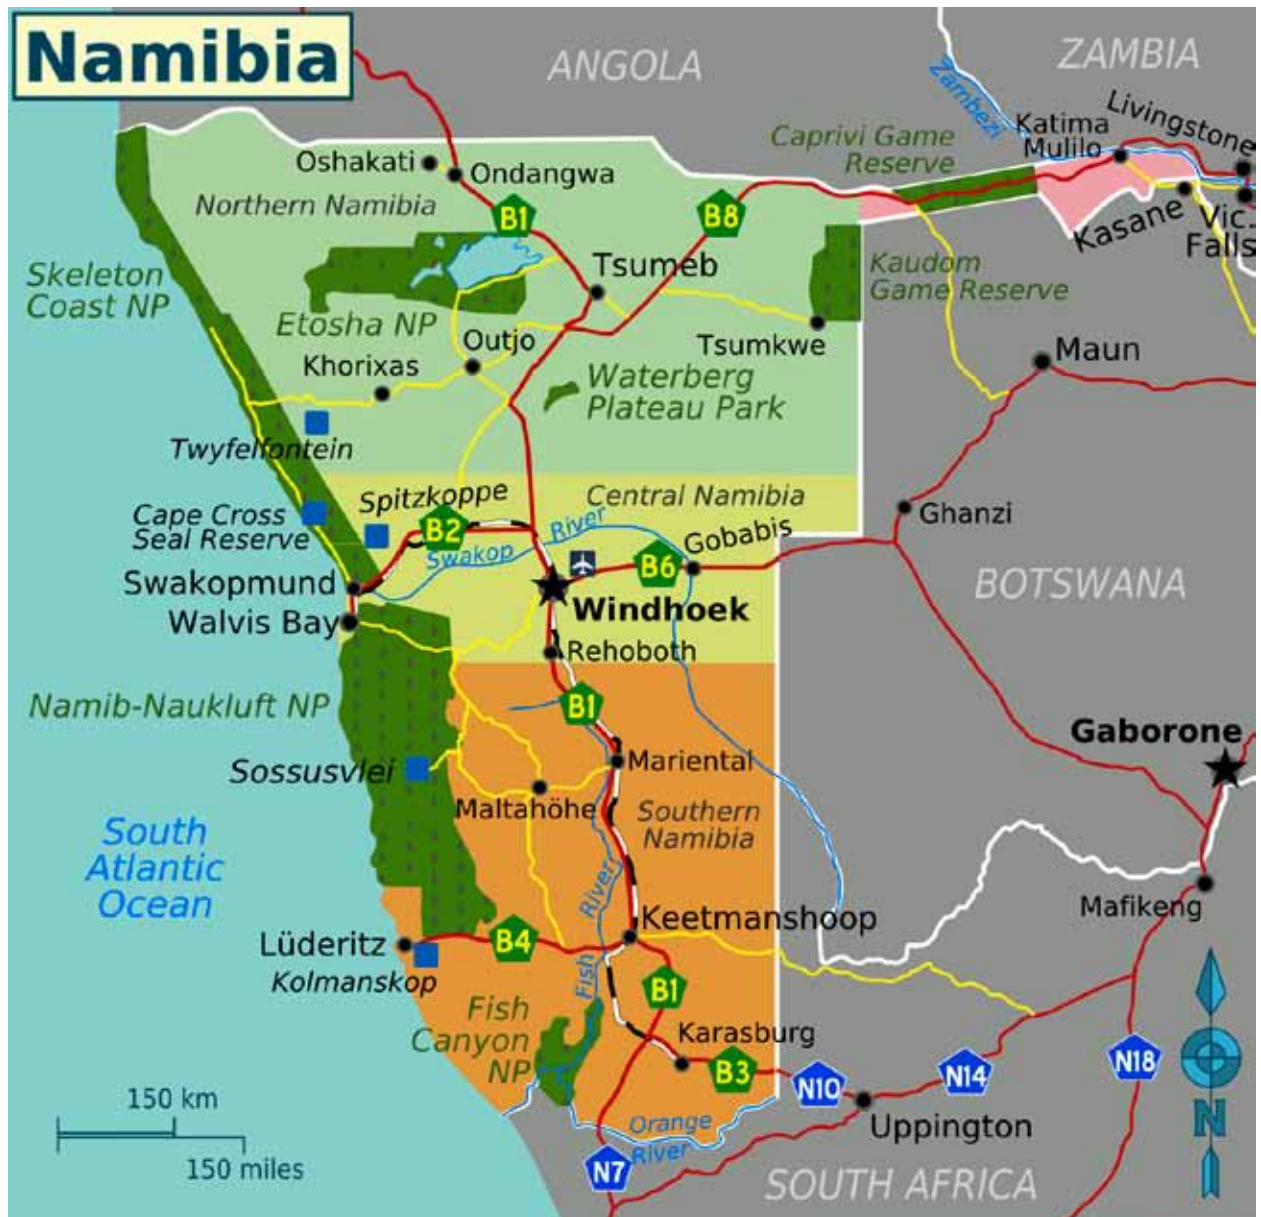 Namibia
ANGOLA
ZAMBIA
Zambezi
Livingstone
Katima
Mulilo
Caprivi Game
Reserve
Oshakati
Ondangwa
Northern Namibia
B1
B8
Kasane
Vic.
Falls
Skeleton
Coast NP
Tsumeb
Kaudom
Game Reserve
Etosha NP
Outjo
Tsumkwe
Maun
Khorixas
Waterberg
Plateau Park
Twyfelfontein
Spitzkoppe
Central Namibia
Cape Cross
Seal Reserve
B2
River
Swakop
Gobabis
Ghanzi
B6
Swakopmund
BOTSWANA
Windhoek
Walvis Bay
Rehoboth
Namib-Naukluft NP
B1
Gaborone
Sossusvlei
Mariental
Maltahöhe
Southern
Namibia
South
Atlantic
Ocean
River
Fish
Keetmanshoop
Mafikeng
Lüderitz
B4
Kolmanskop
B1
Fish
Canyon
NP
Karasburg
B3
N10
N14
N18
150 km
150 miles
Orange
River
Uppington
N
N7
SOUTH AFRICA